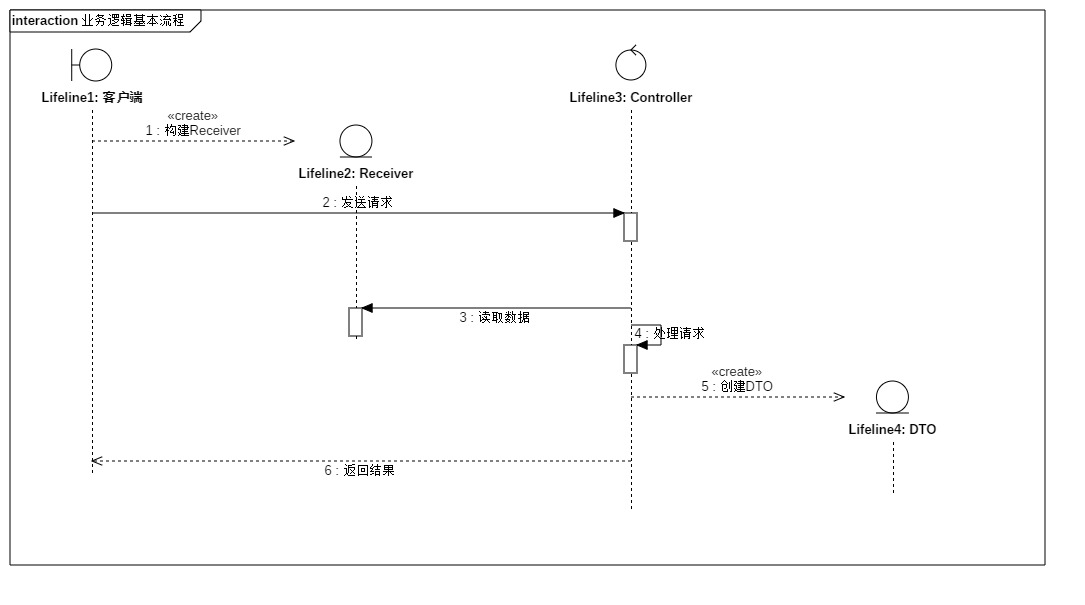 interaction 业务逻辑基本流程
Lifeline1: 客户端
Lifeline3: Controller
«create»
1 : 构建Receiver
Lifeline2: Receiver
2 : 发送请求
3 : 读取数据
4 : 处理请求
«create»
5 : 创建DTO
Lifeline4: DTO
6 : 返回结果